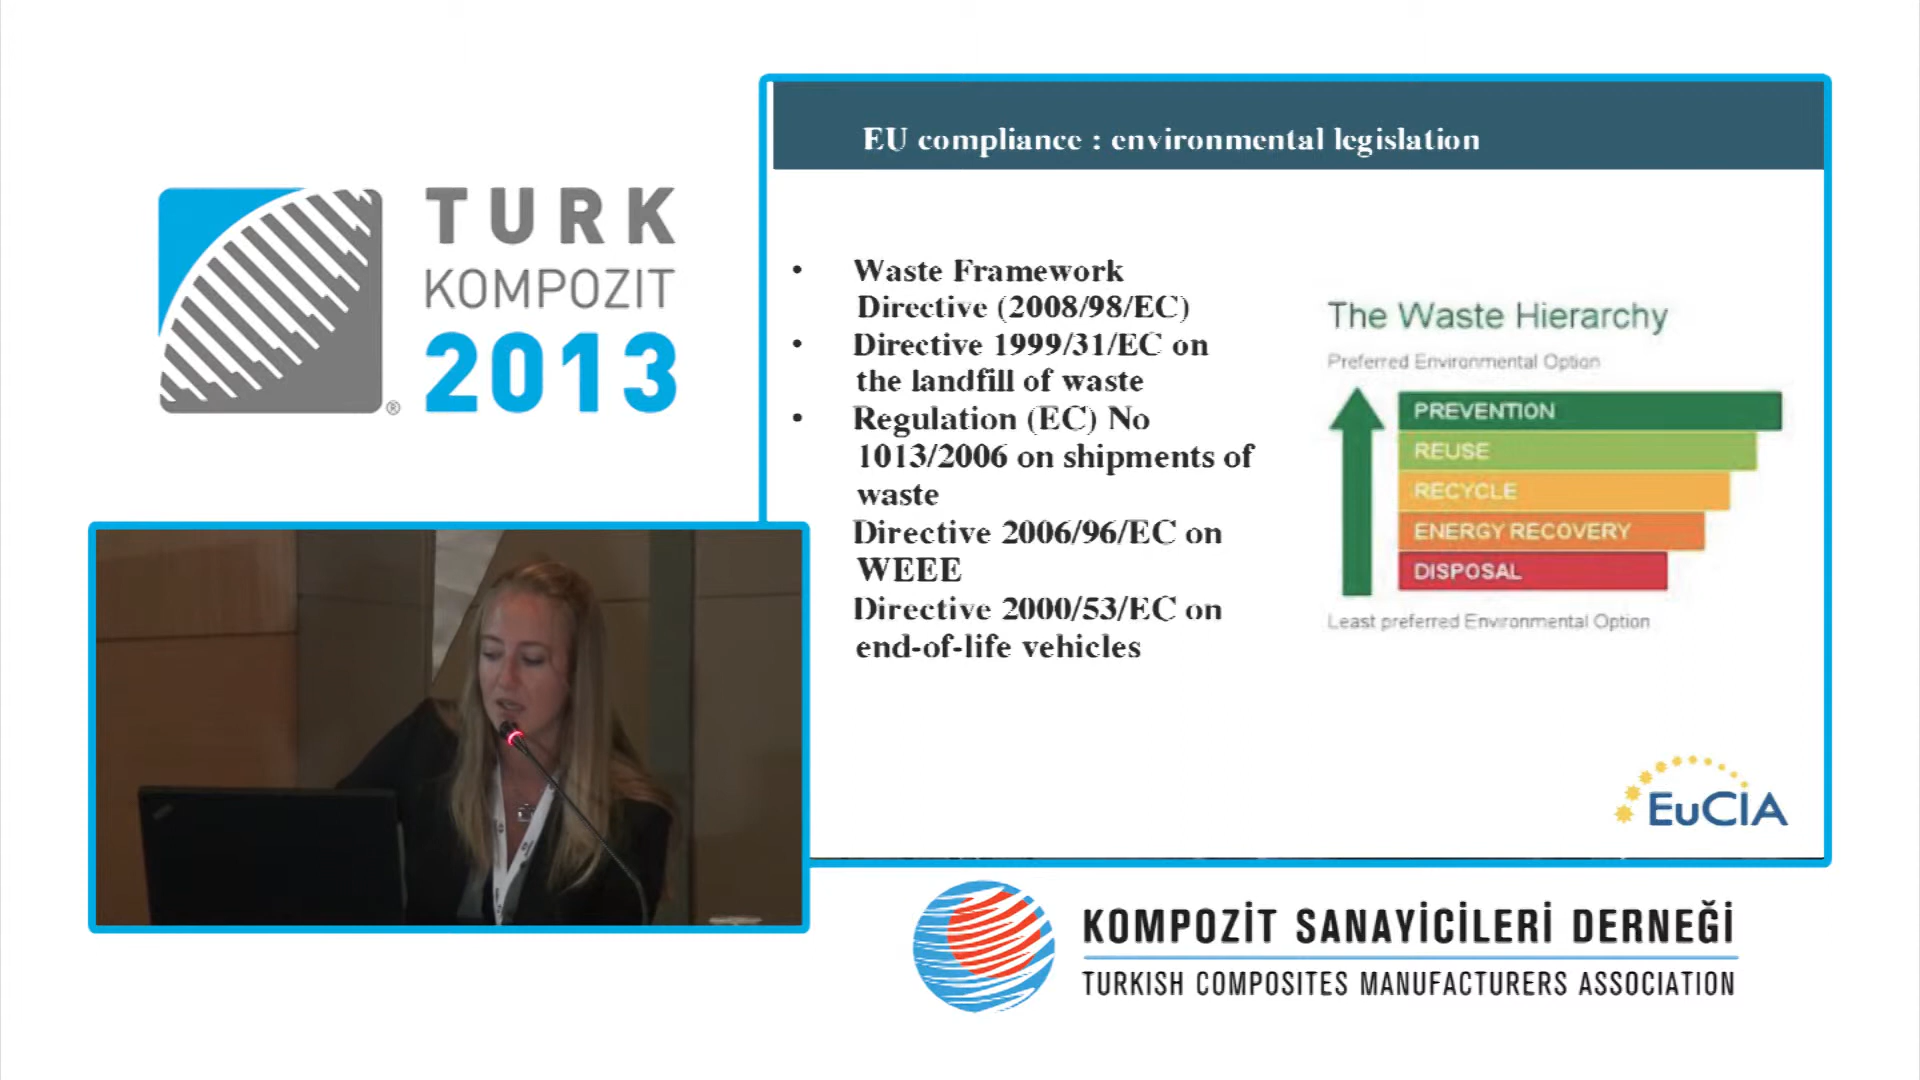 TURK
KOMPOZIT
2013
®
EU compliance : environmental legislation
• Waste Framework
Directive (2008/98/EC)
• Directive 1999/31/EC on
the landfill of waste
• Regulation (EC) No
1013/2006 on shipments of
waste
Directive 2006/96/EC on
WEEE
Directive 2000/53/EC on
end-of-life vehicles
The Waste Hierarchy
Preferred Environmental Option
PREVENTION
REUSE
RECYCLE
ENERGY RECOVERY
DISPOSAL
Least preferred Environmental Option
EuCIA
KOMPOZİT SANAYİCİLERİ DERNEĞİ
TURKISH COMPOSITES MANUFACTURERS ASSOCIATION